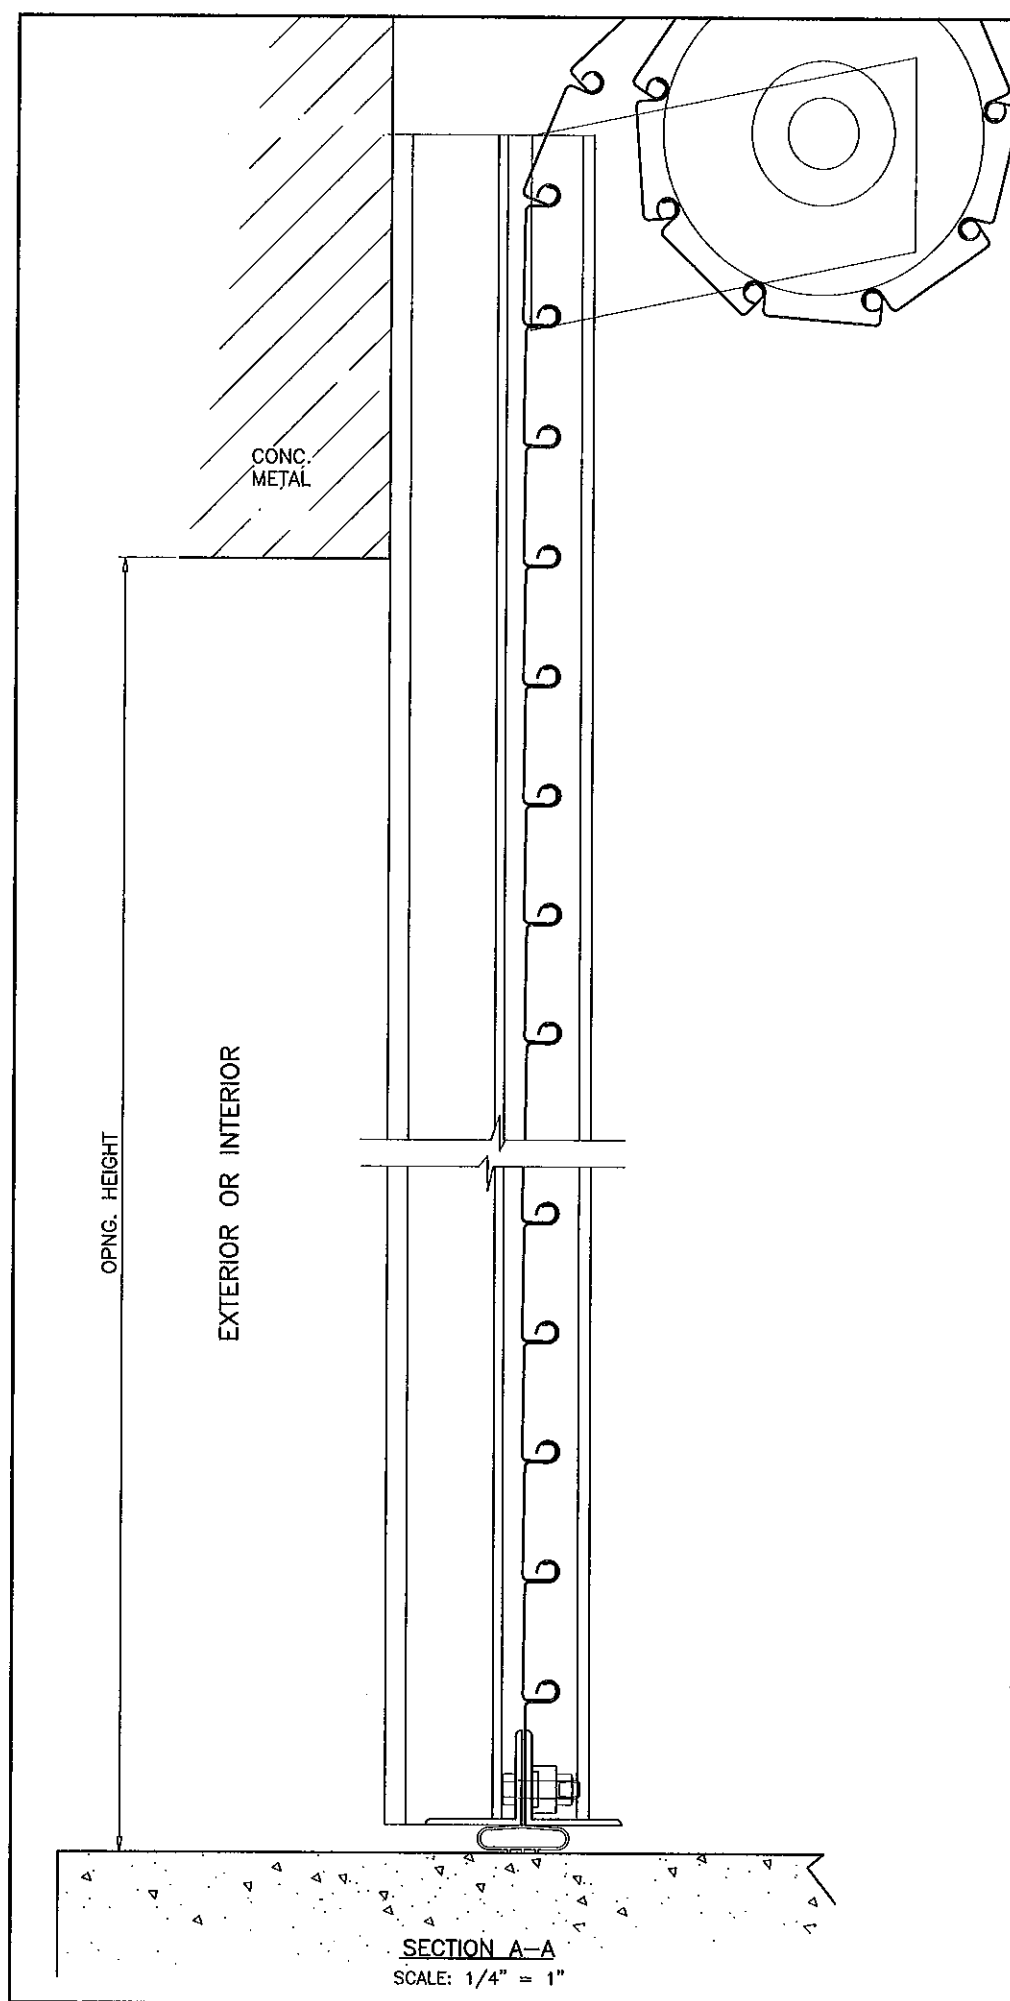 CONC.
METAL
OPNG. HEIGHT
EXTERIOR OR INTERIOR
SECTION A-A
SCALE: 1/4" = 1"